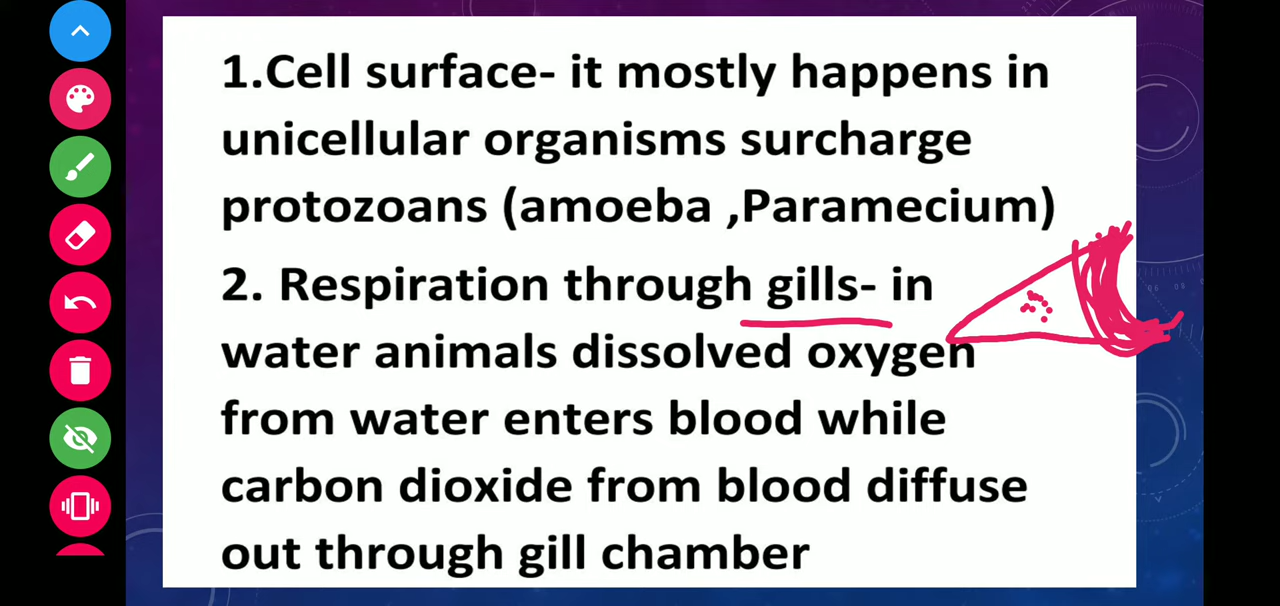 1.Cell surface- it mostly happens in
unicellular organisms surcharge
protozoans (amoeba ,Paramecium)
2. Respiration through gills- in
water animals dissolved oxygen
from water enters blood while
carbon dioxide from blood diffuse
out through gill chamber